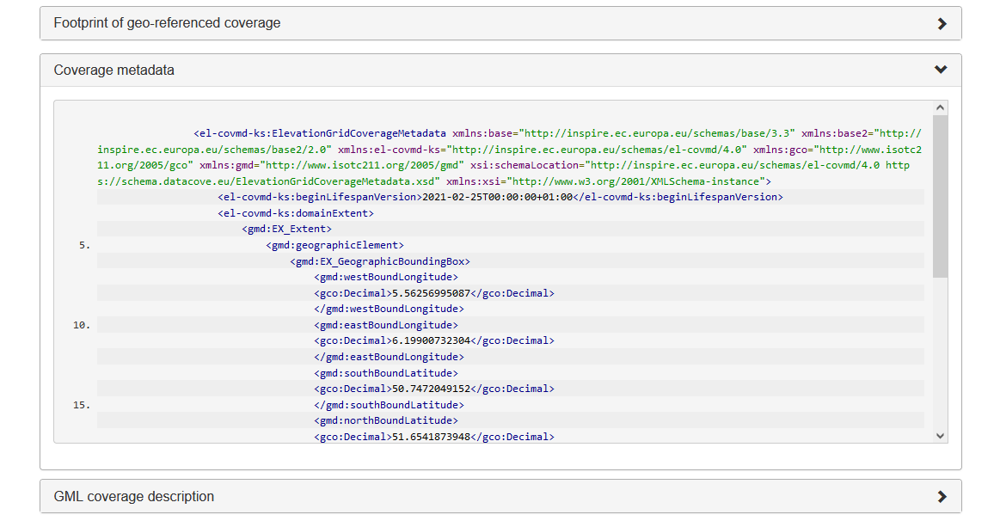 Footprint of geo-referenced coverage
Coverage metadata
<el-covmd-ks:ElevationGridCoverageMetadata xmlns:base="http://inspire.ec.europa.eu/schemas/base/3.3" xmlns:base2="http://
inspire.ec.europa.eu/schemas/base2/2.0" xmlns:el-covmd-ks="http://inspire.ec.europa.eu/schemas/el-covmd/4.0" xmlns:gco="http://www.isotc2
11.org/2005/gco" xmlns:gmd="http://www.isotc211.org/2005/gmd" xsi:schemaLocation="http://inspire.ec.europa.eu/schemas/el-covmd/4.0 http
s://schema.datacove.eu/ElevationGridCoverageMetadata.xsd" xmlns:xsi="http://www.w3.org/2001/XMLSchema-instance">
<el-covmd-ks:beginLifespanVersion>2021-02-25T00:00:00+01:00</el-covmd-ks:beginLifespanVersion>
<el-covmd-ks:domainExtent>
<gmd:EX_Extent>
5. <gmd:geographicElement>
<gmd:EX_GeographicBoundingBox>
<gmd:westBoundLongitude>
<gco:Decimal>5.56256995087</gco:Decimal>
</gmd:westBoundLongitude>
10. <gmd:eastBoundLongitude>
<gco:Decimal>6.19900732304</gco:Decimal>
</gmd:eastBoundLongitude>
<gmd:southBoundLatitude>
<gco:Decimal>50.7472049152</gco:Decimal>
15. </gmd:southBoundLatitude>
<gmd:northBoundLatitude>
<gco:Decimal>51.6541873948</gco:Decimal>
GML coverage description